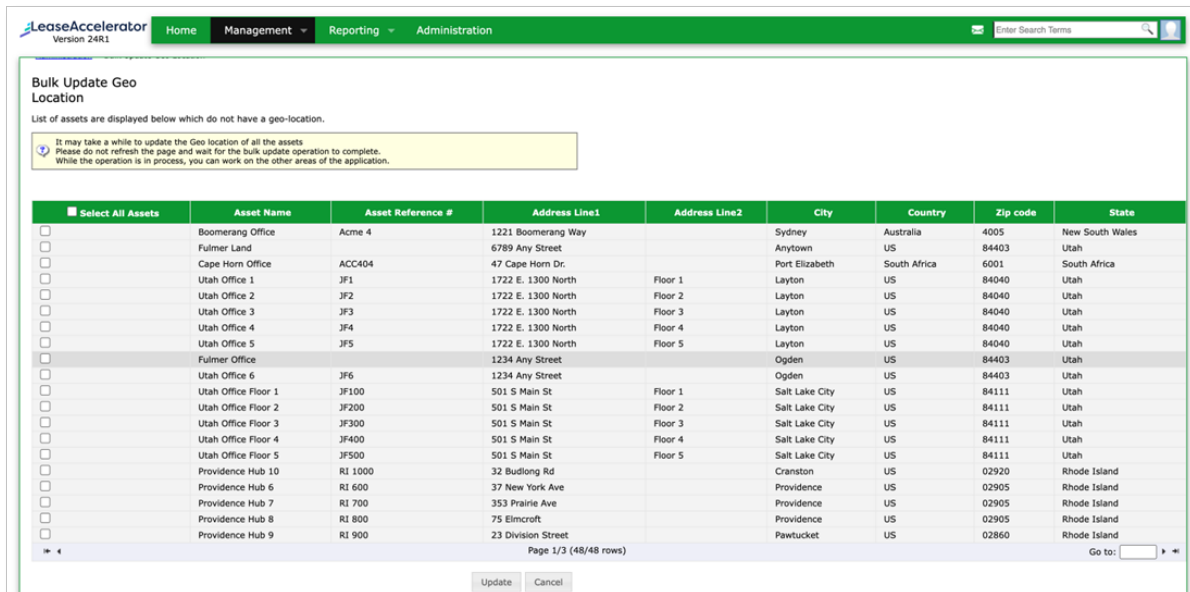 LeaseAccelerator
Version 24R1
Home Management Reporting Administration Enter Search Terms
Bulk Update Geo
Location
List of assets are displayed below which do not have a geo-location.
It may take a while to update the Geo location of all the assets
Please do not refresh the page and wait for the bulk update operation to complete.
While the operation is in process, you can work on the other areas of the application.
Select All Assets Asset Name Asset Reference # Address Line1 Address Line2 City Country Zip code State
Boomerang Office Acme 4 1221 Boomerang Way Sydney Australia 4005 New South Wales
Fulmer Land 6789 Any Street Anytown US 84403 Utah
Cape Horn Office ACC404 47 Cape Horn Dr. Port Elizabeth South Africa 6001 South Africa
Utah Office 1 JF1 1722 E. 1300 North Floor 1 Layton US 84040 Utah
Utah Office 2 JF2 1722 E. 1300 North Floor 2 Layton US 84040 Utah
Utah Office 3 JF3 1722 E. 1300 North Floor 3 Layton US 84040 Utah
Utah Office 4 JF4 1722 E. 1300 North Floor 4 Layton US 84040 Utah
Utah Office 5 JF5 1722 E. 1300 North Floor 5 Layton US 84040 Utah
Fulmer Office 1234 Any Street Ogden US 84403 Utah
Utah Office 6 JF6 1234 Any Street Ogden US 84403 Utah
Utah Office Floor 1 JF100 501 S Main St Floor 1 Salt Lake City US 84111 Utah
Utah Office Floor 2 JF200 501 S Main St Floor 2 Salt Lake City US 84111 Utah
Utah Office Floor 3 JF300 501 S Main St Floor 3 Salt Lake City US 84111 Utah
Utah Office Floor 4 JF400 501 S Main St Floor 4 Salt Lake City US 84111 Utah
Utah Office Floor 5 JF500 501 S Main St Floor 5 Salt Lake City US 84111 Utah
Providence Hub 10 RI 1000 32 Budlong Rd Cranston US 02920 Rhode Island
Providence Hub 6 RI 600 37 New York Ave Providence US 02905 Rhode Island
Providence Hub 7 RI 700 353 Prairie Ave Providence US 02905 Rhode Island
Providence Hub 8 RI 800 75 Elmcroft Providence US 02905 Rhode Island
Providence Hub 9 RI 900 23 Division Street Pawtucket US 02860 Rhode Island
Page 1/3 (48/48 rows) Go to:
Update Cancel